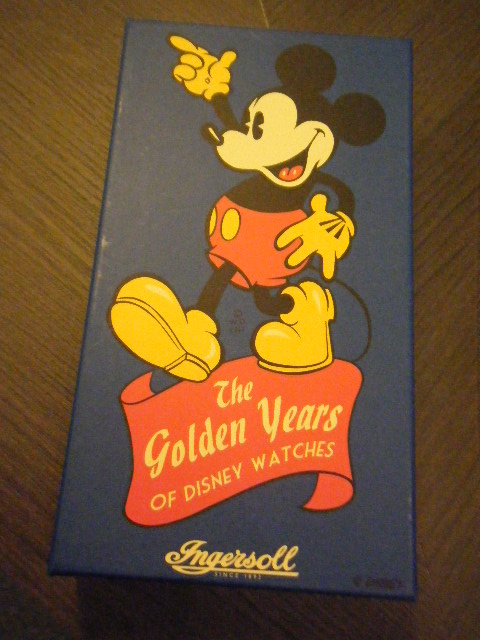 The
Golden Years
OF DISNEY WATCHES
Ingersoll
SINCE 1892